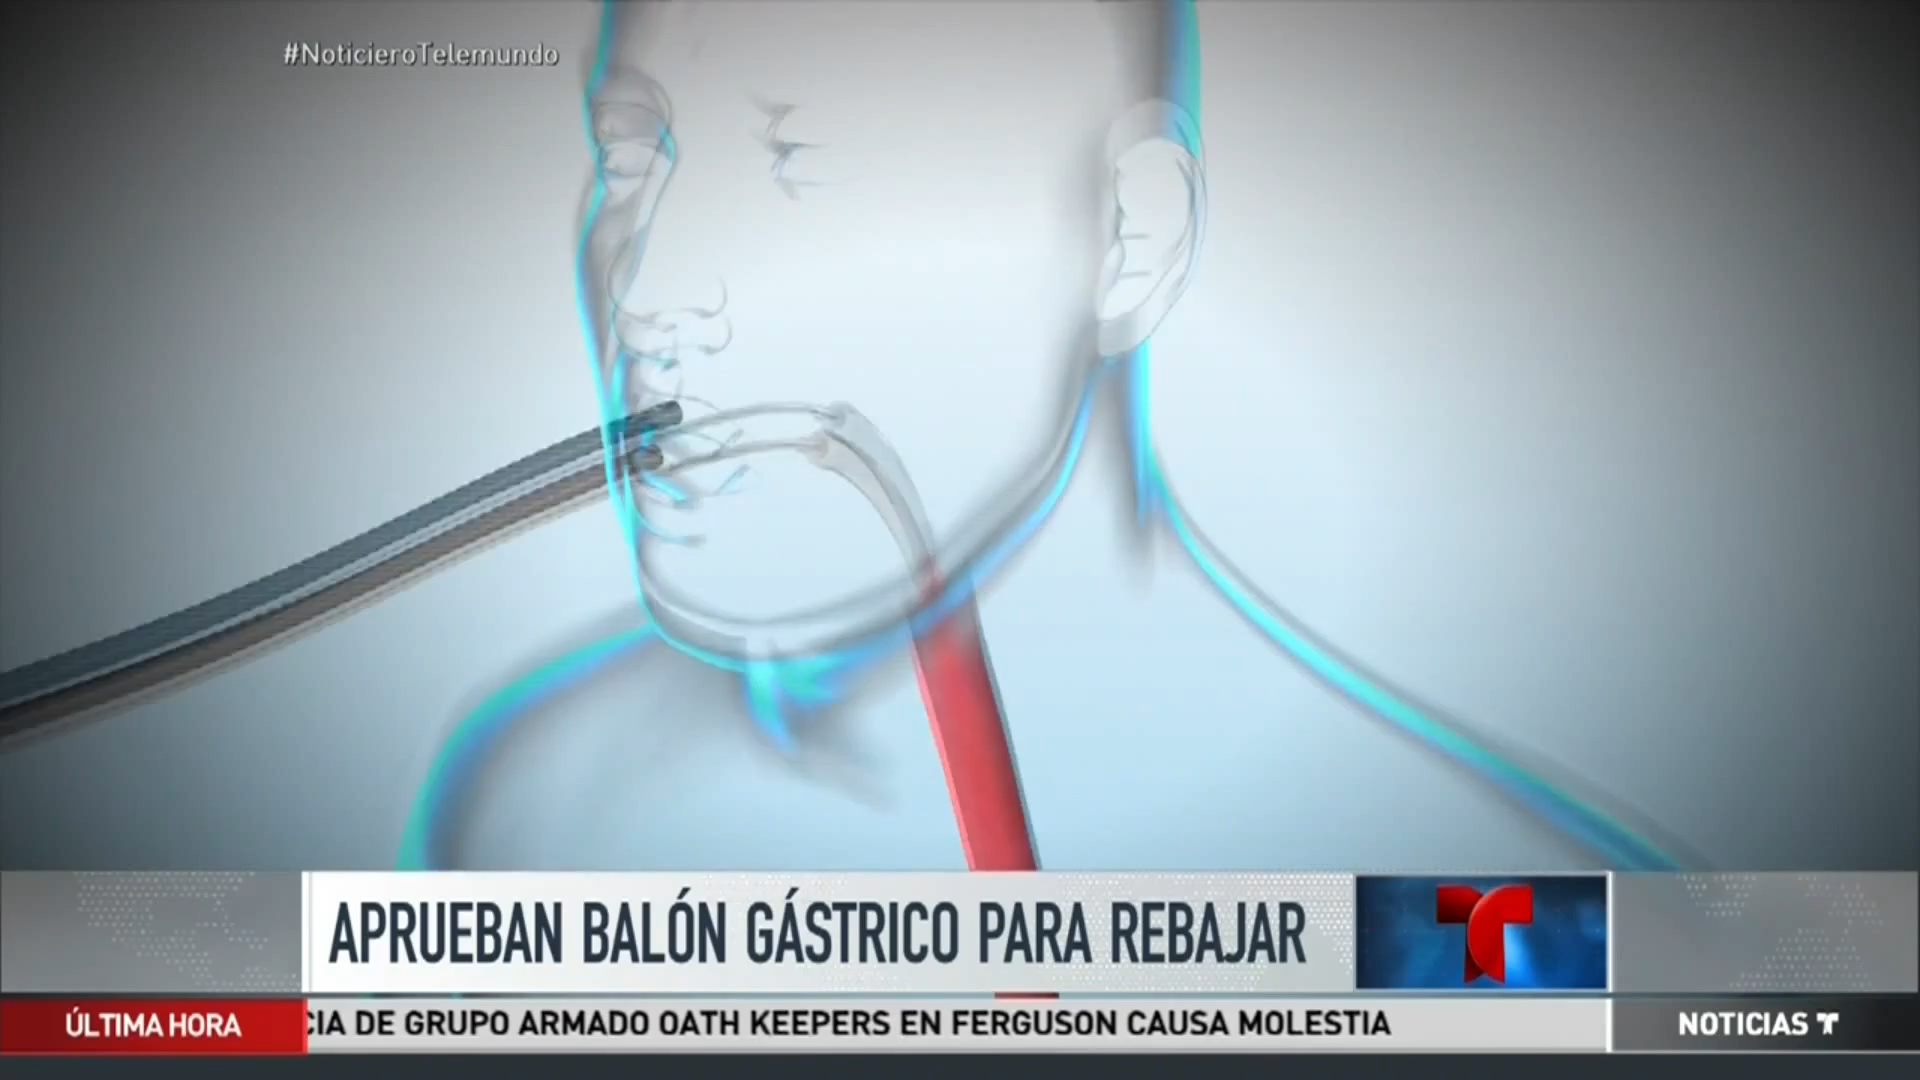 #NoticieroTelemundo
APRUEBAN BALÓN GÁSTRICO PARA REBAJAR
ÚLTIMA HORA
CIA DE GRUPO ARMADO OATH KEEPERS EN FERGUSON CAUSA MOLESTIA
NOTICIAS T